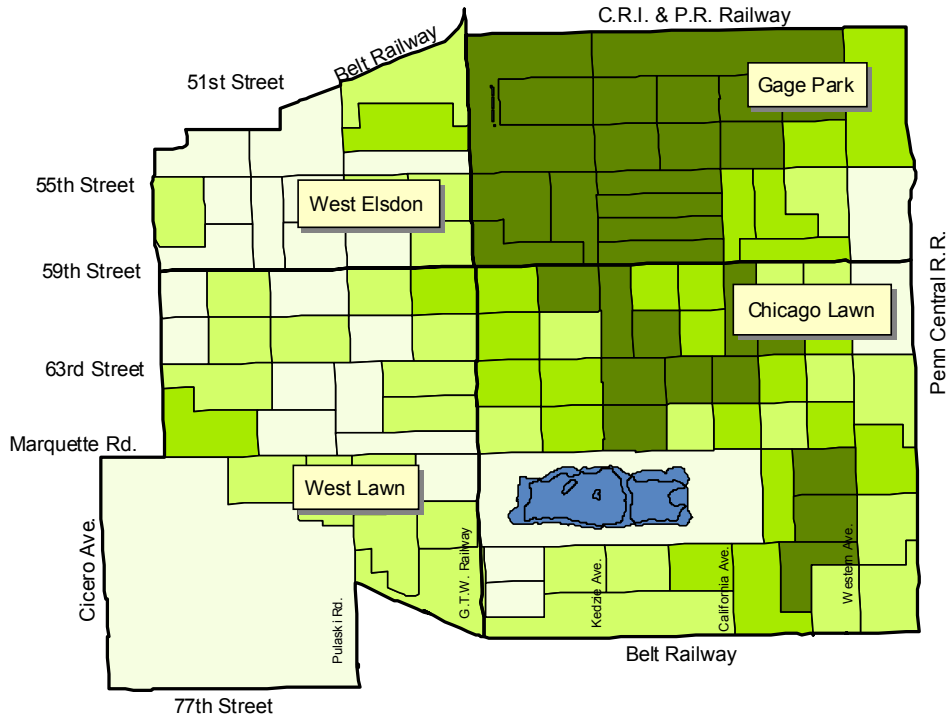 C.R.I. & P.R. Railway
Belt Railway
51st Street
Gage Park
55th Street
West Elsdon
59th Street
Chicago Lawn
Penn Central R.R.
63rd Street
Marquette Rd.
West Lawn
Cicero Ave.
Pulaski Rd.
G.T.W. Railway
Kedzie Ave.
California Ave.
Western Ave.
Belt Railway
77th Street